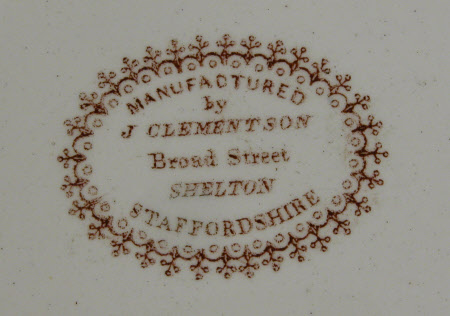 MANUFACTURED
by
J CLEMENTSON
Broad Street
SHELTON
STAFFORDSHIRE